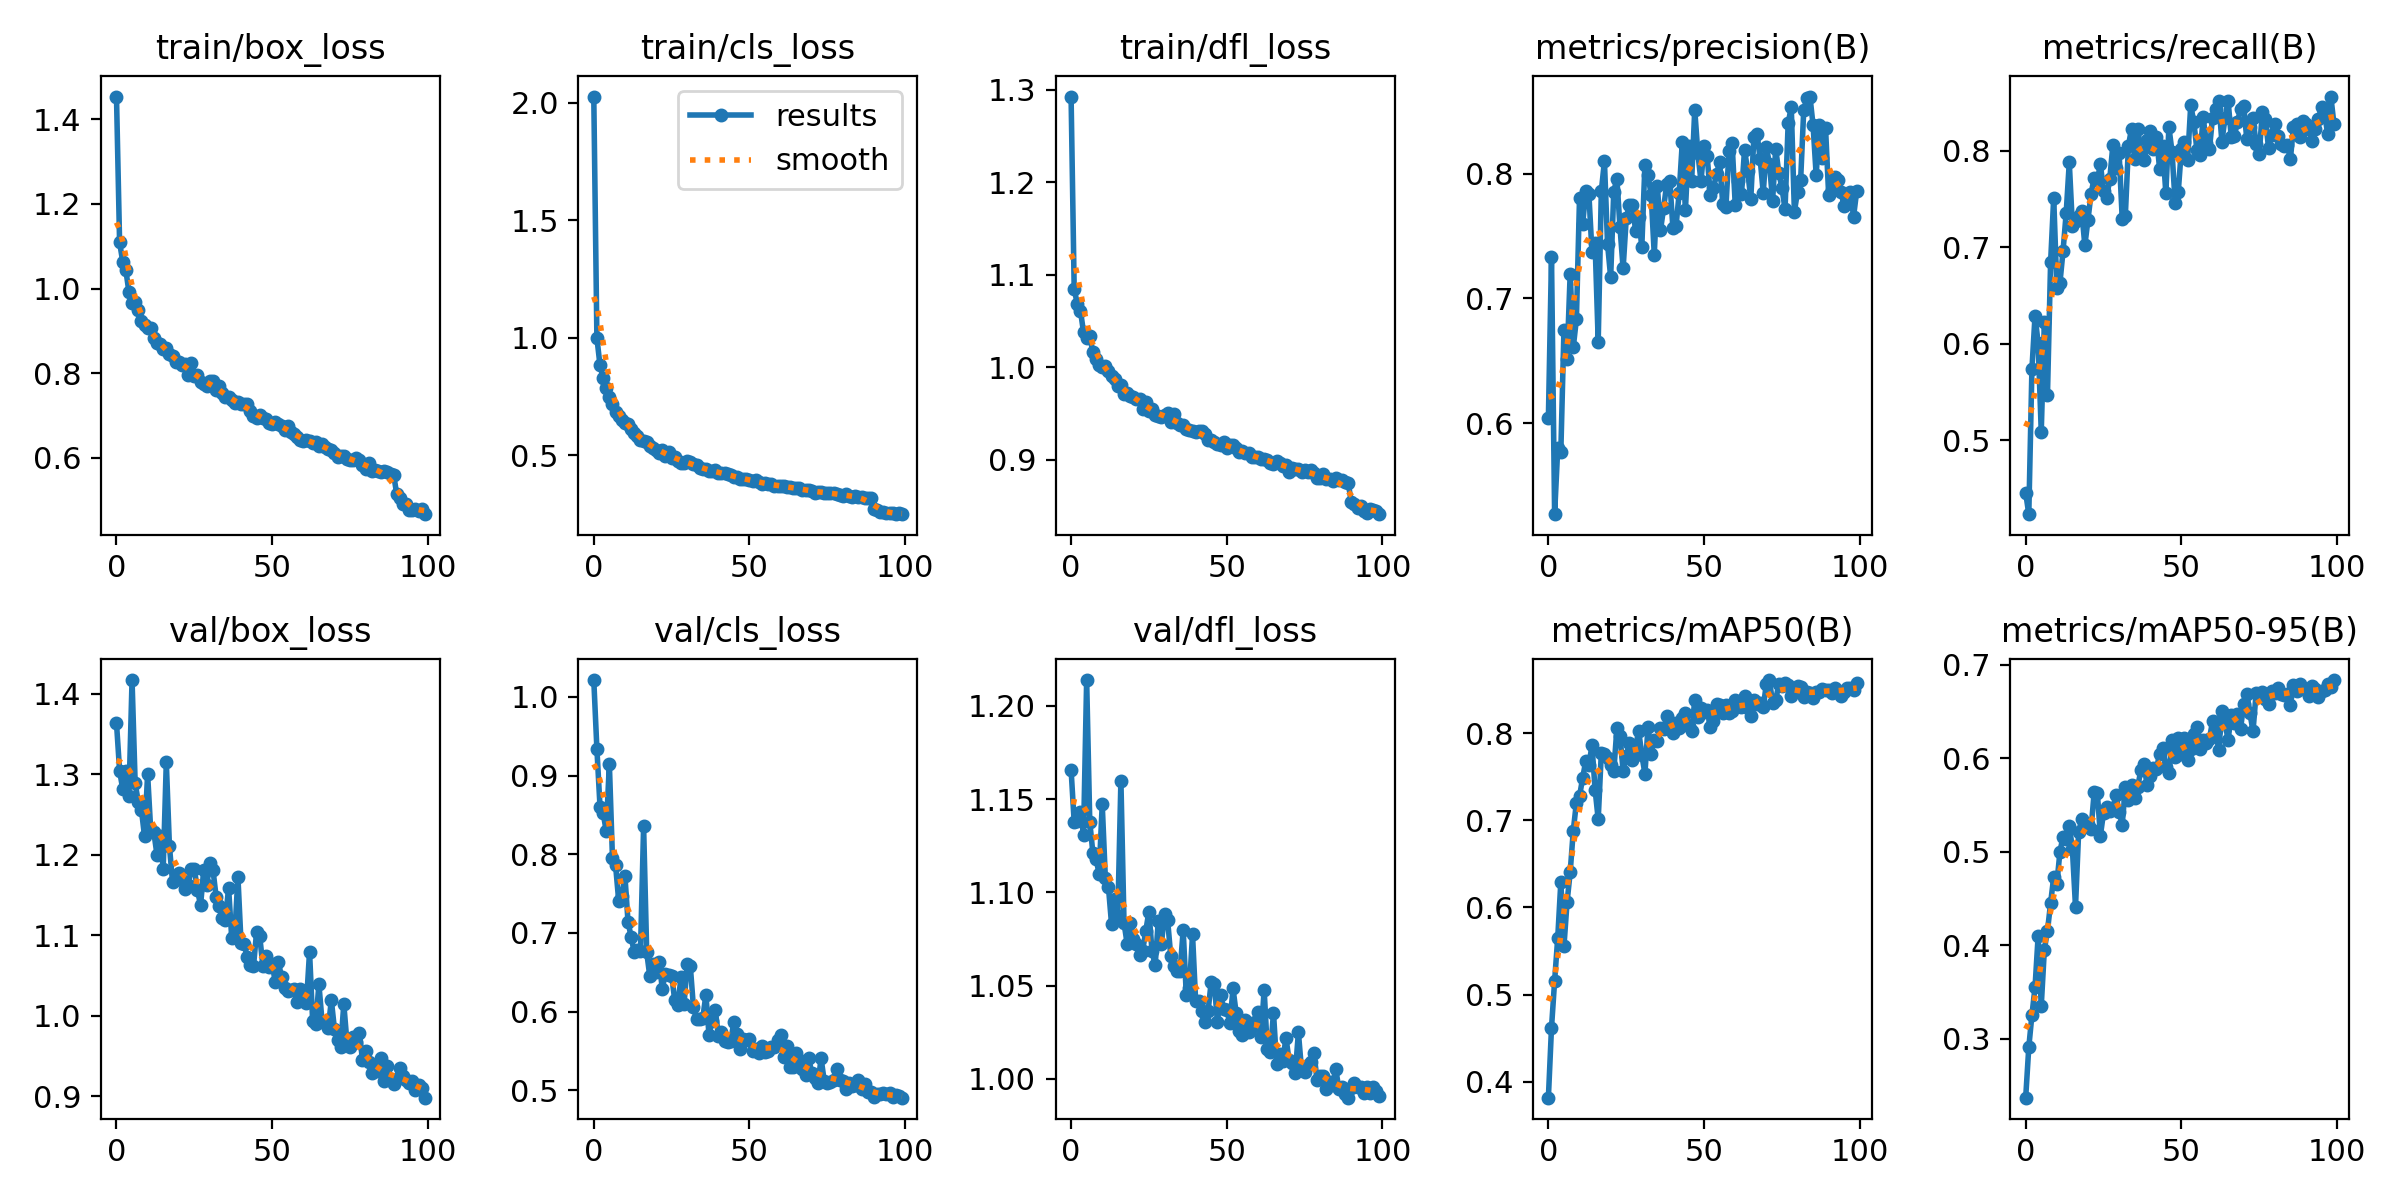 train/box_loss
1.4
1.2
1.0
0.8
0.6
0 50 100
train/cls_loss
results
smooth
2.0
1.5
1.0
0.5
0 50 100
train/dfl_loss
1.3
1.2
1.1
1.0
0.9
0 50 100
metrics/precision(B)
0.8
0.7
0.6
0 50 100
metrics/recall(B)
0.8
0.7
0.6
0.5
0 50 100
val/box_loss
1.4
1.3
1.2
1.1
1.0
0.9
0 50 100
val/cls_loss
1.0
0.9
0.8
0.7
0.6
0.5
0 50 100
val/dfl_loss
1.20
1.15
1.10
1.05
1.00
0 50 100
metrics/mAP50(B)
0.8
0.7
0.6
0.5
0.4
0 50 100
metrics/mAP50-95(B)
0.7
0.6
0.5
0.4
0.3
0 50 100